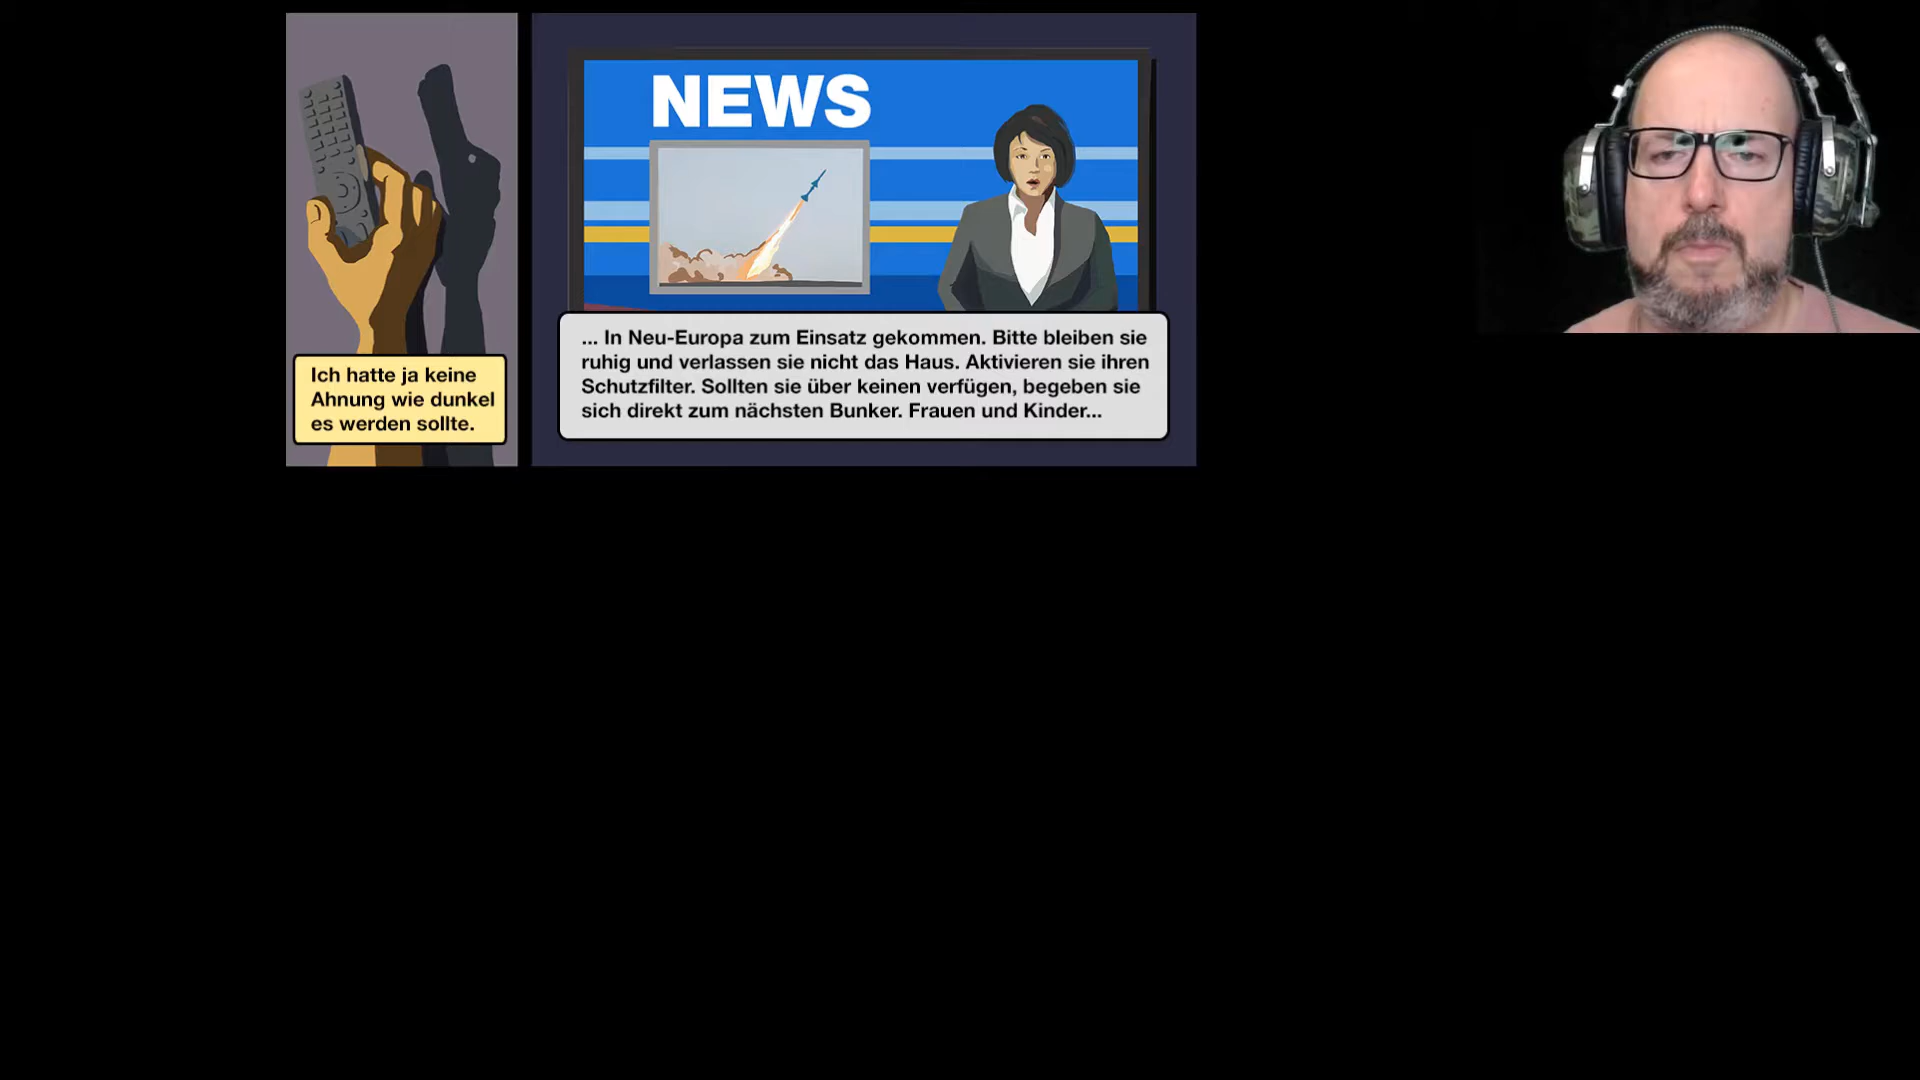 NEWS
Ich hatte ja keine
Ahnung wie dunkel
es werden sollte.
... In Neu-Europa zum Einsatz gekommen. Bitte bleiben sie
ruhig und verlassen sie nicht das Haus. Aktivieren sie ihren
Schutzfilter. Sollten sie über keinen verfügen, begeben sie
sich direkt zum nächsten Bunker. Frauen und Kinder...